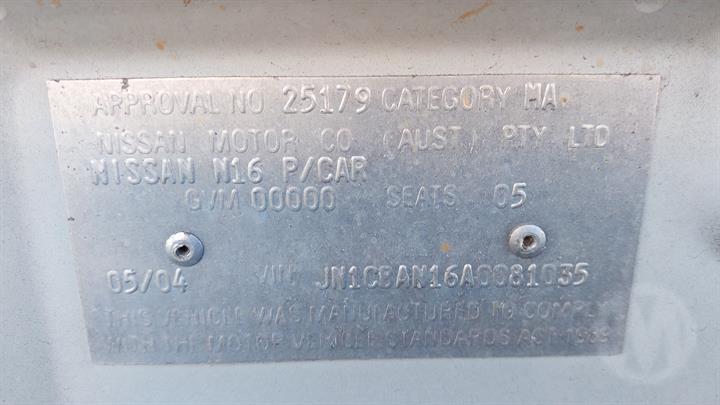 APPROVAL NO 25179 CATEGORY MA
NISSAN MOTOR CO (AUST) PTY LTD
NISSAN N16 P/CAR
GVM 00000 SEATS 05
05/04 VIN JN1CBAN16A0081035
THIS VEHICLE WAS MANUFACTURED TO COMPLY
WITH THE MOTOR VEHICLE STANDARDS ACT 1989